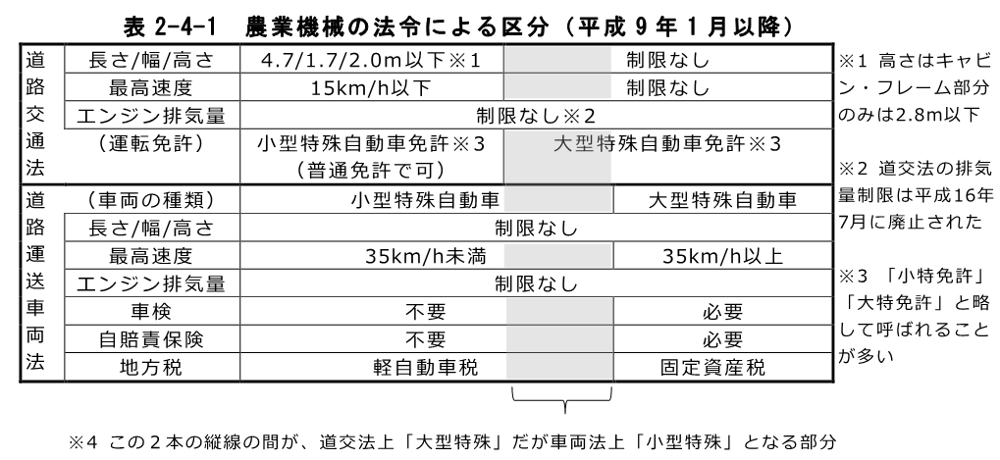 表 2-4-1　農業機械の法令による区分（平成 9 年 1 月以降）
道路交通法
長さ/幅/高さ　4.7/1.7/2.0m以下※1　制限なし
最高速度　15km/h以下　制限なし
エンジン排気量　制限なし※2
（運転免許）　小型特殊自動車免許※3　大型特殊自動車免許※3
（普通免許で可）
道路運送車両法
（車両の種類）　小型特殊自動車　大型特殊自動車
長さ/幅/高さ　制限なし
最高速度　35km/h未満　35km/h以上
エンジン排気量　制限なし
車検　不要　必要
自賠責保険　不要　必要
地方税　軽自動車税　固定資産税
※1 高さはキャビ
ン・フレーム部分
のみは2.8m以下
※2 道交法の排気
量制限は平成16年
7月に廃止された
※3 「小特免許」
「大特免許」と略
して呼ばれること
が多い
※4 この２本の縦線の間が、道交法上「大型特殊」だが車両法上「小型特殊」となる部分